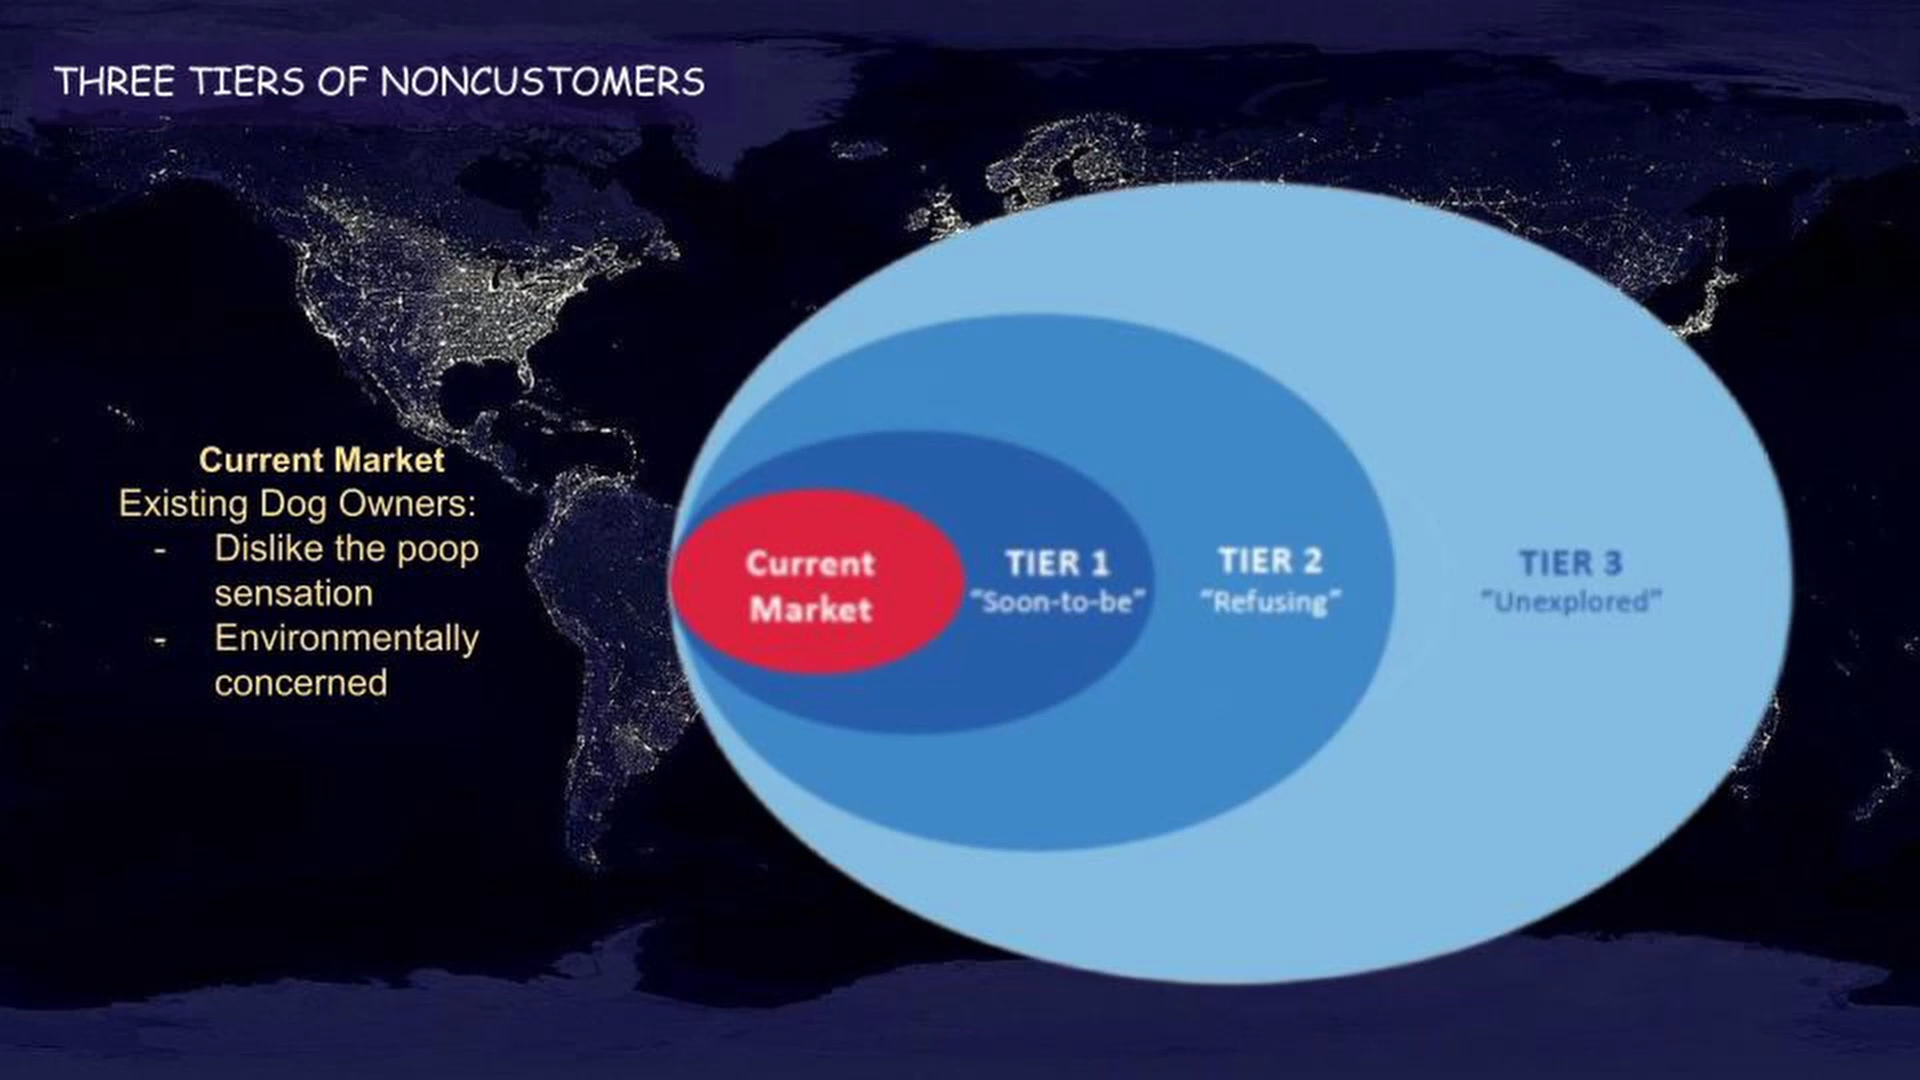 THREE TIERS OF NONCUSTOMERS
Current Market
Existing Dog Owners:
- Dislike the poop
sensation
- Environmentally
concerned
Current
Market
TIER 1
"Soon-to-be"
TIER 2
"Refusing"
TIER 3
"Unexplored"